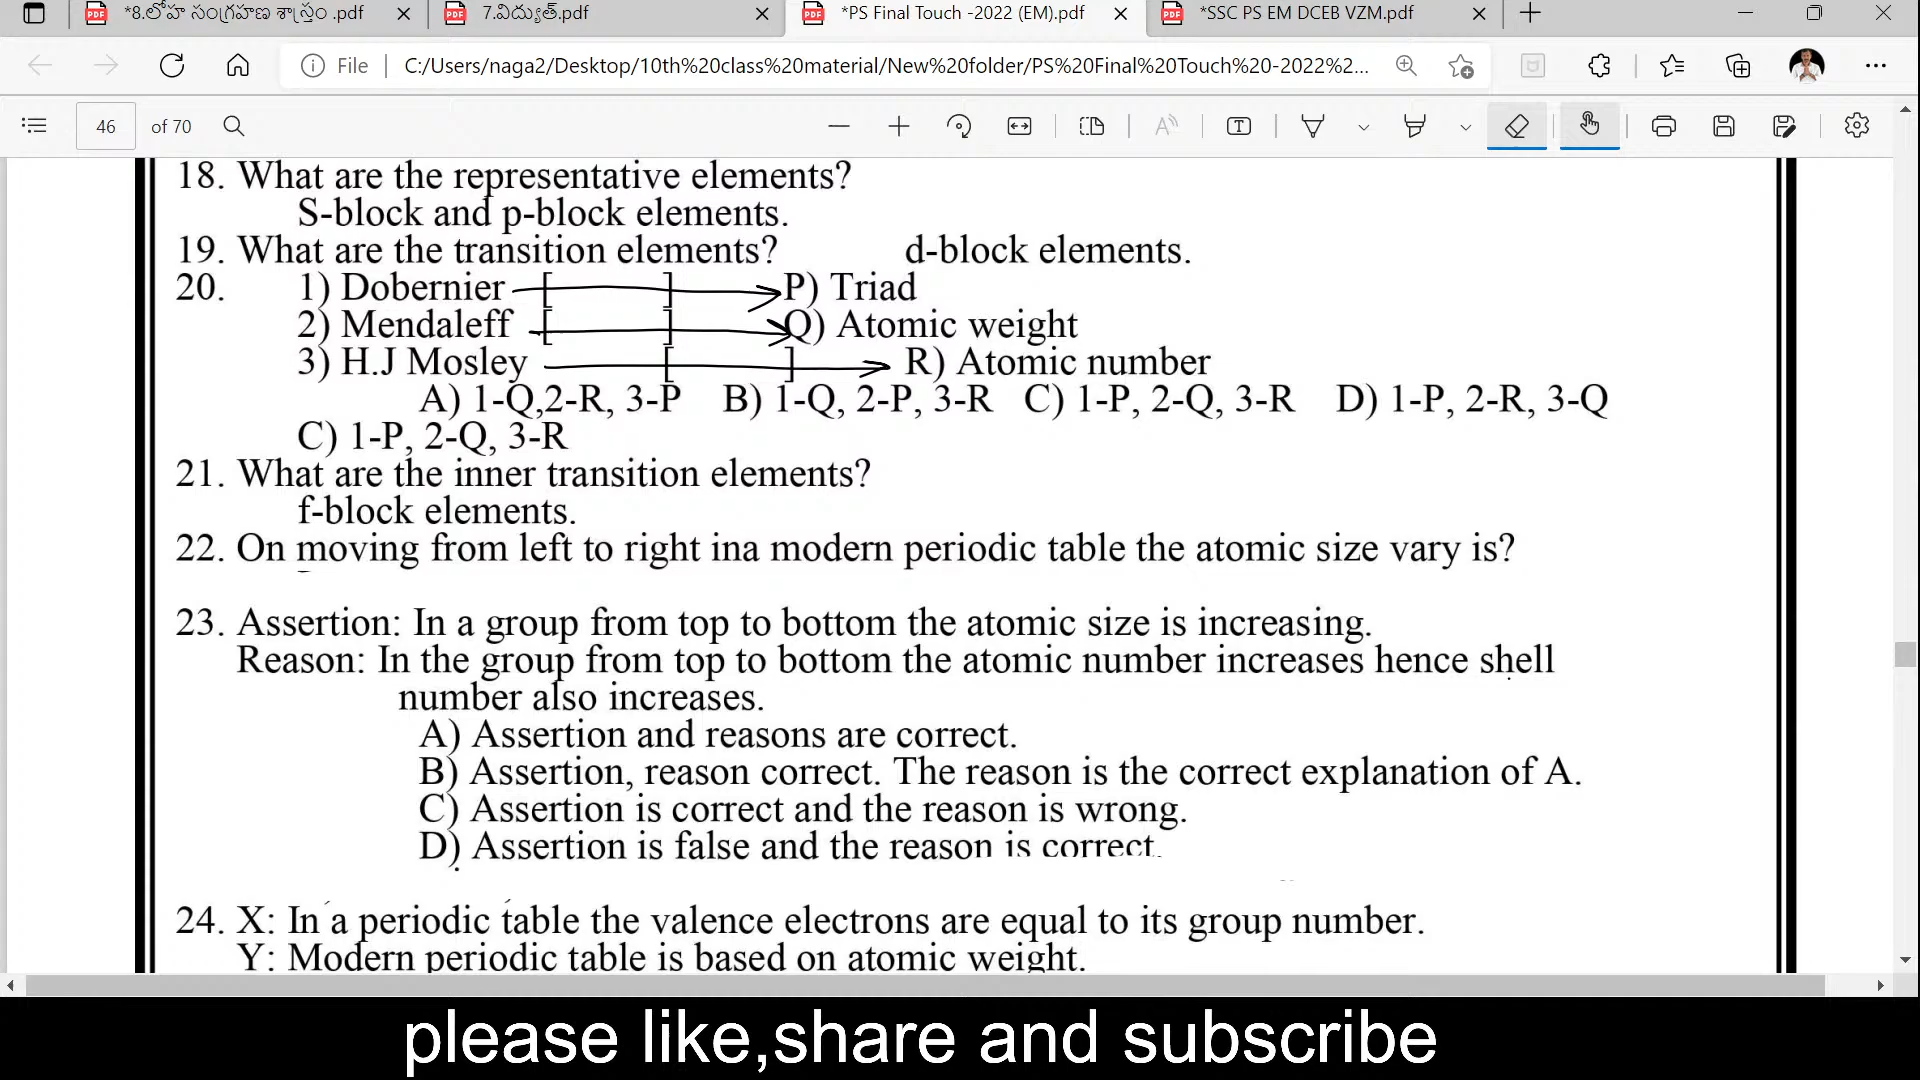 *8.లోహ సంగ్రహణ శాస్త్రం .pdf
7.విద్యుత్.pdf
*PS Final Touch -2022 (EM).pdf
*SSC PS EM DCEB VZM.pdf
File
C:/Users/naga2/Desktop/10th%20class%20material/New%20folder/PS%20Final%20Touch%20-2022%2...
46 of 70
18. What are the representative elements?
S-block and p-block elements.
19. What are the transition elements? d-block elements.
20. 1) Dobernier [ ] P) Triad
2) Mendaleff [ ] Q) Atomic weight
3) H.J Mosley [ ] R) Atomic number
A) 1-Q,2-R, 3-P B) 1-Q, 2-P, 3-R C) 1-P, 2-Q, 3-R D) 1-P, 2-R, 3-Q
C) 1-P, 2-Q, 3-R
21. What are the inner transition elements?
f-block elements.
22. On moving from left to right ina modern periodic table the atomic size vary is?
23. Assertion: In a group from top to bottom the atomic size is increasing.
Reason: In the group from top to bottom the atomic number increases hence shell
number also increases.
A) Assertion and reasons are correct.
B) Assertion, reason correct. The reason is the correct explanation of A.
C) Assertion is correct and the reason is wrong.
D) Assertion is false and the reason is correct.
24. X: In a periodic table the valence electrons are equal to its group number.
Y: Modern periodic table is based on atomic weight.
please like,share and subscribe